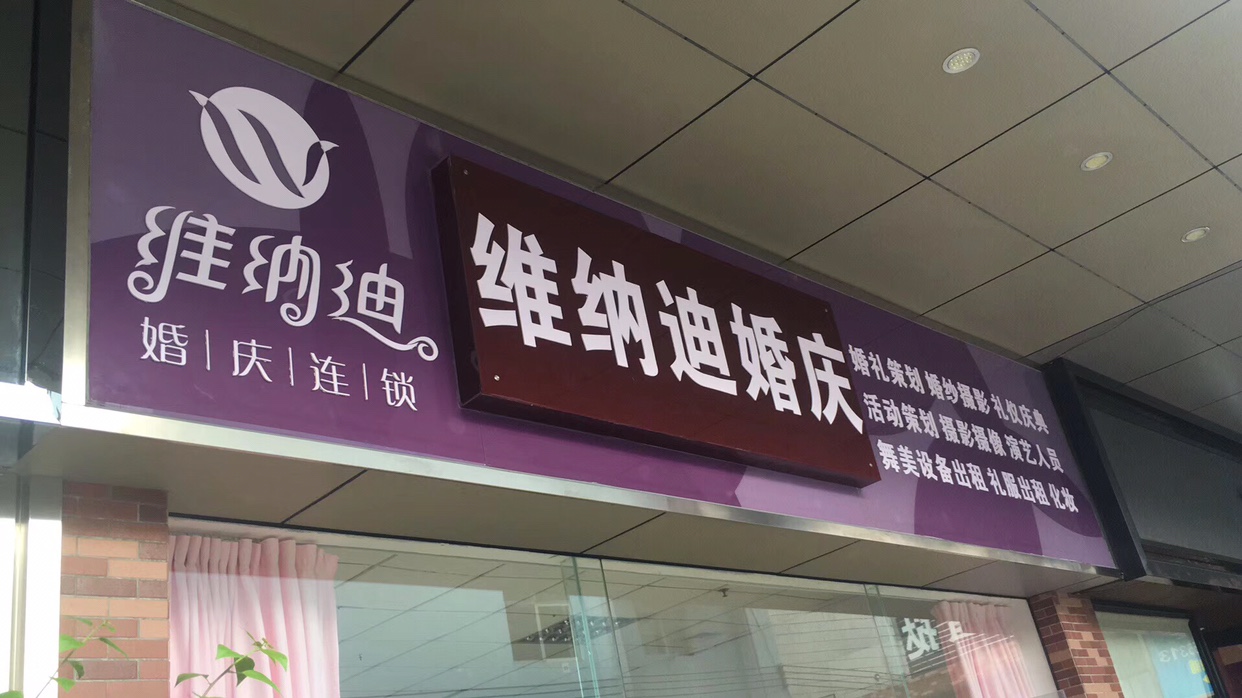 维纳迪
婚|庆|连|锁
维纳迪婚庆
婚礼策划 婚纱摄影 礼仪庆典
活动策划 摄影摄像 演艺人员
舞美设备出租 礼服出租 化妆